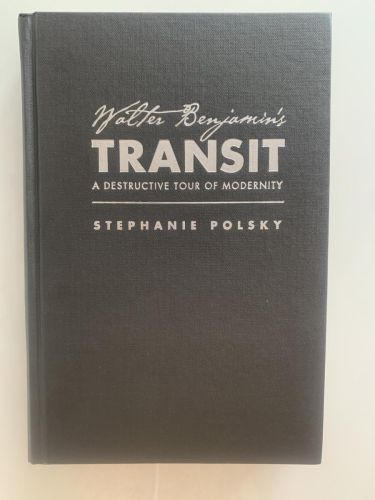 Walter Benjamin's
TRANSIT
A DESTRUCTIVE TOUR OF MODERNITY
STEPHANIE POLSKY